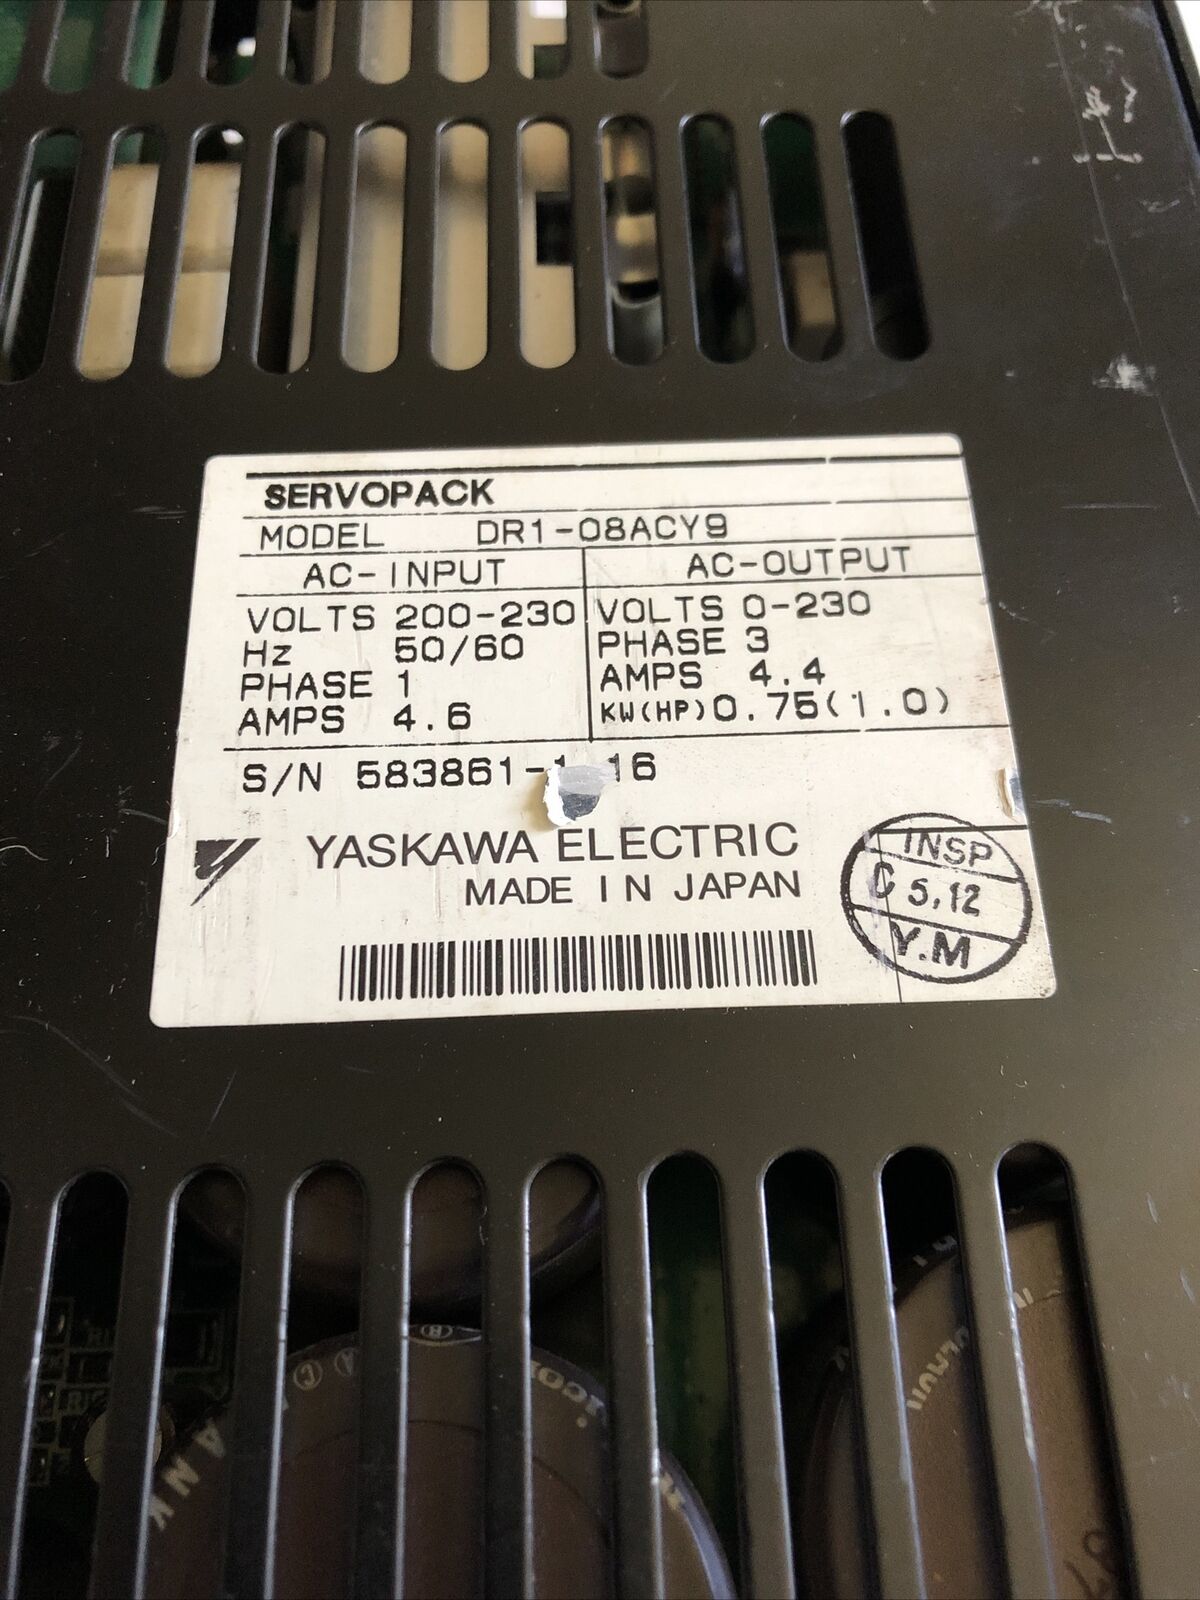 SERVOPACK
MODEL DR1-08ACY9
AC-INPUT AC-OUTPUT
VOLTS 200-230 VOLTS 0-230
Hz 50/60 PHASE 3
PHASE 1 AMPS 4.4
AMPS 4.6 KW(HP)0.75(1.0)
S/N 583861-1 16
YASKAWA ELECTRIC
MADE IN JAPAN
INSP
C 5,12
Y.M